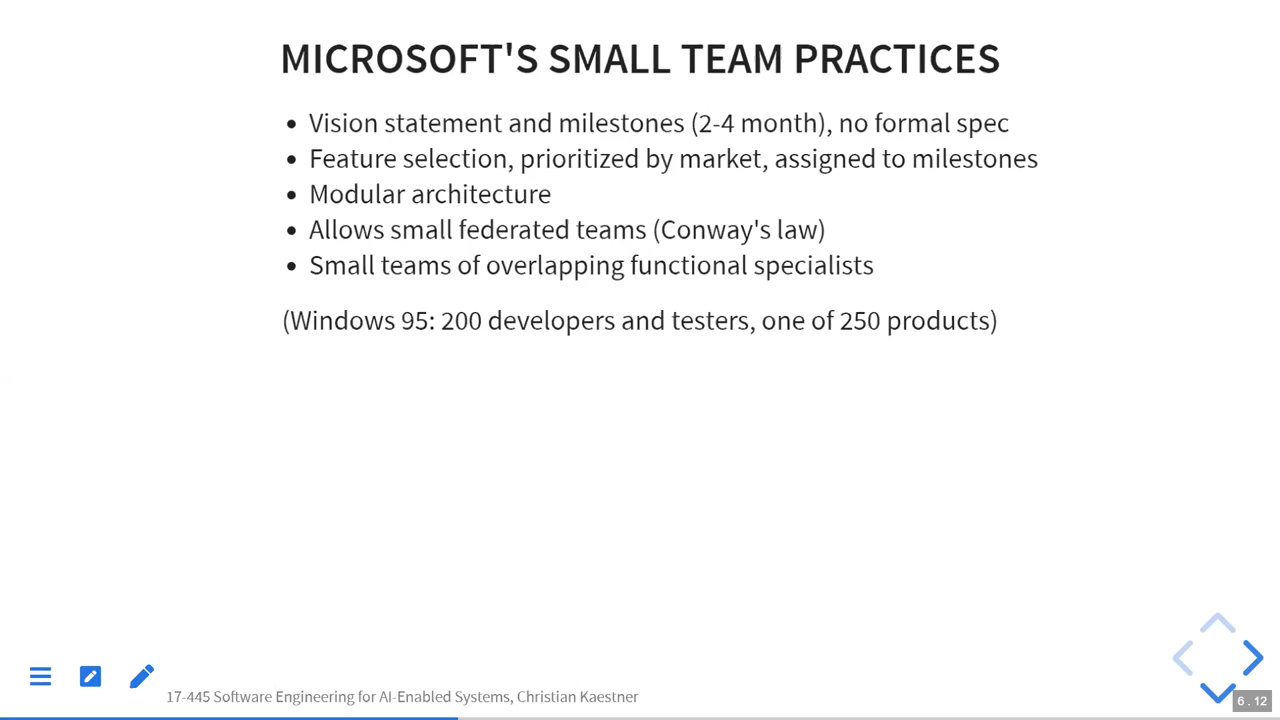 MICROSOFT'S SMALL TEAM PRACTICES
• Vision statement and milestones (2-4 month), no formal spec
• Feature selection, prioritized by market, assigned to milestones
• Modular architecture
• Allows small federated teams (Conway's law)
• Small teams of overlapping functional specialists
(Windows 95: 200 developers and testers, one of 250 products)
17-445 Software Engineering for AI-Enabled Systems, Christian Kaestner
6 . 12